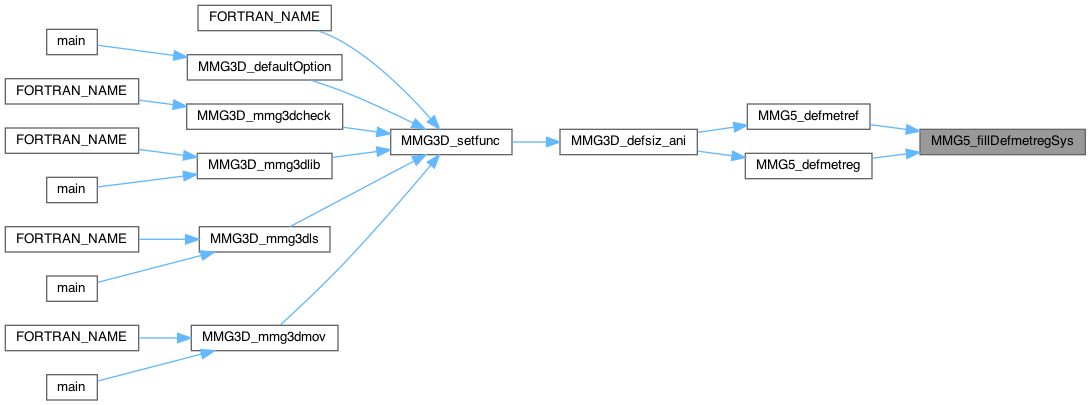 FORTRAN_NAME
main
MMG3D_defaultOption
FORTRAN_NAME
MMG3D_mmg3dcheck
MMG5_defmetref
FORTRAN_NAME
MMG3D_setfunc
MMG3D_defsiz_ani
MMG5_fillDefmetregSys
MMG3D_mmg3dlib
MMG5_defmetreg
main
FORTRAN_NAME
MMG3D_mmg3dls
main
FORTRAN_NAME
MMG3D_mmg3dmov
main